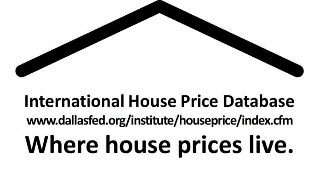 International House Price Database
www.dallasfed.org/institute/houseprice/index.cfm
Where house prices live.